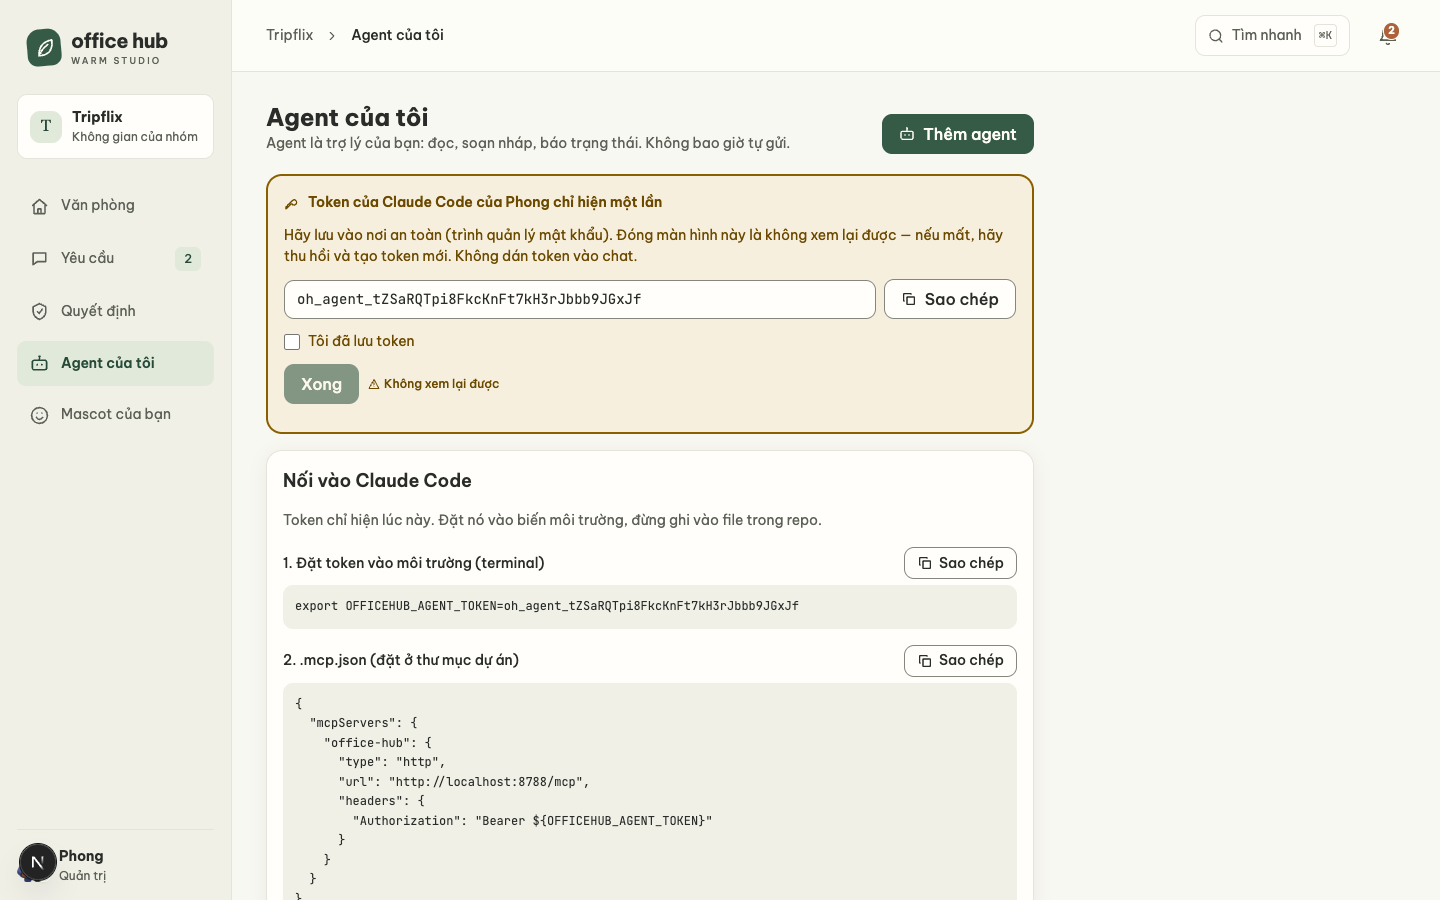 office hub
WARM STUDIO
T
Tripflix
Không gian của nhóm
Văn phòng
Yêu cầu
2
Quyết định
Agent của tôi
Mascot của bạn
N
Phong
Quản trị
Tripflix > Agent của tôi
Tìm nhanh
⌘K
2
Agent của tôi
Agent là trợ lý của bạn: đọc, soạn nháp, báo trạng thái. Không bao giờ tự gửi.
Thêm agent
Token của Claude Code của Phong chỉ hiện một lần
Hãy lưu vào nơi an toàn (trình quản lý mật khẩu). Đóng màn hình này là không xem lại được — nếu mất, hãy
thu hồi và tạo token mới. Không dán token vào chat.
oh_agent_tZSaRQTpi8FkcKnFt7kH3rJbbb9JGxJf
Sao chép
Tôi đã lưu token
Xong
Không xem lại được
Nối vào Claude Code
Token chỉ hiện lúc này. Đặt nó vào biến môi trường, đừng ghi vào file trong repo.
1. Đặt token vào môi trường (terminal)
Sao chép
export OFFICEHUB_AGENT_TOKEN=oh_agent_tZSaRQTpi8FkcKnFt7kH3rJbbb9JGxJf
2. .mcp.json (đặt ở thư mục dự án)
Sao chép
{
  "mcpServers": {
    "office-hub": {
      "type": "http",
      "url": "http://localhost:8788/mcp",
      "headers": {
        "Authorization": "Bearer ${OFFICEHUB_AGENT_TOKEN}"
      }
    }
  }
}